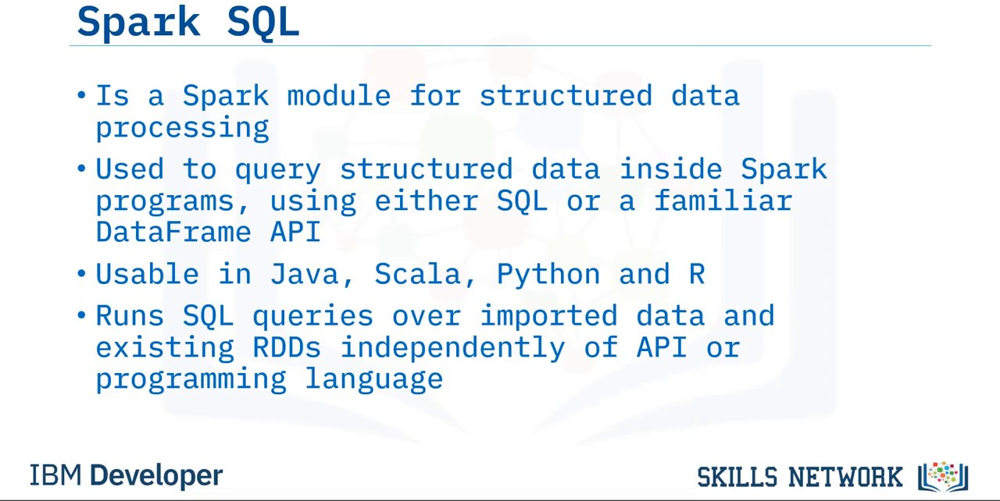 Spark SQL
• Is a Spark module for structured data
processing
• Used to query structured data inside Spark
programs, using either SQL or a familiar
DataFrame API
• Usable in Java, Scala, Python and R
• Runs SQL queries over imported data and
existing RDDs independently of API or
programming language
IBM Developer
SKILLS NETWORK